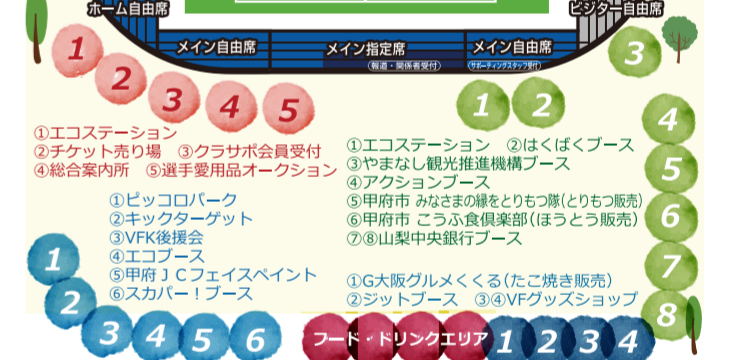 ホーム自由席
ビジター自由席
メイン自由席
メイン指定席
メイン自由席
(報道・関係者受付)
(サポーティングスタッフ受付)
1 2 3 4 5
1 2 3 4 5 6 7 8
①エコステーション
②チケット売り場 ③クラサポ会員受付
④総合案内所 ⑤選手愛用品オークション
①エコステーション ②はくばくブース
③やまなし観光推進機構ブース
④アクションブース
⑤甲府市 みなさまの縁をとりもつ隊(とりもつ販売)
⑥甲府市 こうふ食倶楽部(ほうとう販売)
⑦⑧山梨中央銀行ブース
①ピッコロパーク
②キックターゲット
③VFK後援会
④エコブース
⑤甲府JCフェイスペイント
⑥スカパー!ブース
①G大阪グルメくくる(たこ焼き販売)
②ジットブース ③④VFグッズショップ
1 2 3 4 5 6
フード・ドリンクエリア
1 2 3 4